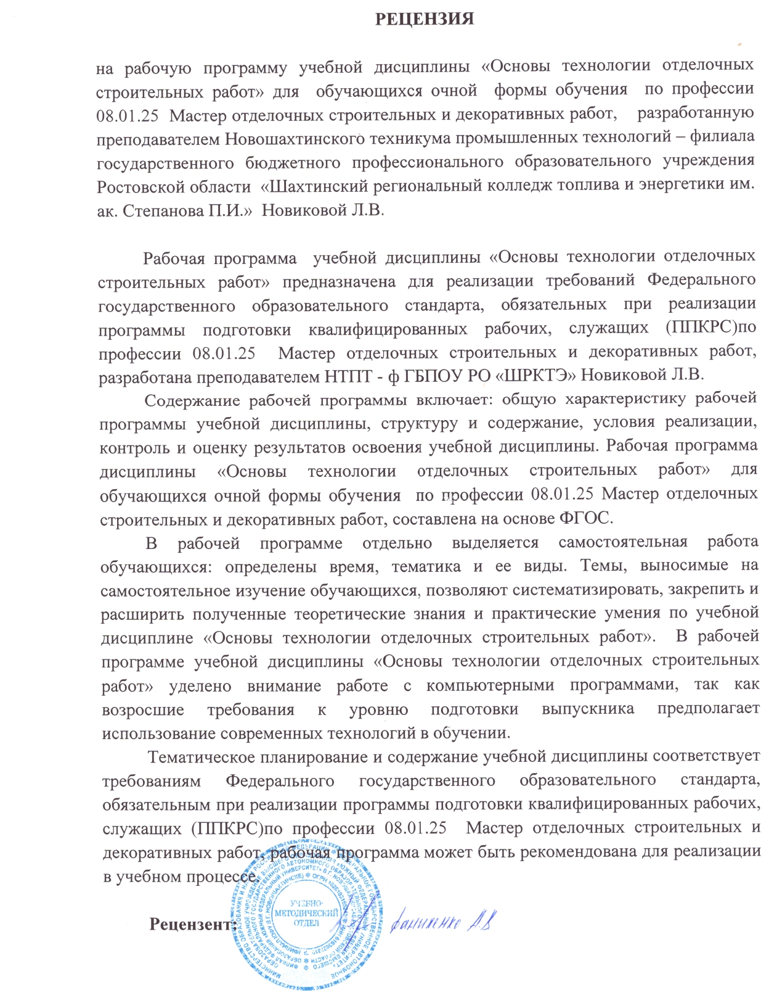 РЕЦЕНЗИЯ
на рабочую программу учебной дисциплины «Основы технологии отделочных
строительных работ» для обучающихся очной формы обучения по профессии
08.01.25 Мастер отделочных строительных и декоративных работ, разработанную
преподавателем Новошахтинского техникума промышленных технологий – филиала
государственного бюджетного профессионального образовательного учреждения
Ростовской области «Шахтинский региональный колледж топлива и энергетики им.
ак. Степанова П.И.» Новиковой Л.В.
Рабочая программа учебной дисциплины «Основы технологии отделочных
строительных работ» предназначена для реализации требований Федерального
государственного образовательного стандарта, обязательных при реализации
программы подготовки квалифицированных рабочих, служащих (ППКРС)по
профессии 08.01.25 Мастер отделочных строительных и декоративных работ,
разработана преподавателем НТПТ - ф ГБПОУ РО «ШРКТЭ» Новиковой Л.В.
Содержание рабочей программы включает: общую характеристику рабочей
программы учебной дисциплины, структуру и содержание, условия реализации,
контроль и оценку результатов освоения учебной дисциплины. Рабочая программа
дисциплины «Основы технологии отделочных строительных работ» для
обучающихся очной формы обучения по профессии 08.01.25 Мастер отделочных
строительных и декоративных работ, составлена на основе ФГОС.
В рабочей программе отдельно выделяется самостоятельная работа
обучающихся: определены время, тематика и ее виды. Темы, выносимые на
самостоятельное изучение обучающихся, позволяют систематизировать, закрепить и
расширить полученные теоретические знания и практические умения по учебной
дисциплине «Основы технологии отделочных строительных работ». В рабочей
программе учебной дисциплины «Основы технологии отделочных строительных
работ» уделено внимание работе с компьютерными программами, так как
возросшие требования к уровню подготовки выпускника предполагает
использование современных технологий в обучении.
Тематическое планирование и содержание учебной дисциплины соответствует
требованиям Федерального государственного образовательного стандарта,
обязательным при реализации программы подготовки квалифицированных рабочих,
служащих (ППКРС)по профессии 08.01.25 Мастер отделочных строительных и
декоративных работ, рабочая программа может быть рекомендована для реализации
в учебном процессе.
Рецензент:
УЧЕБНО-
МЕТОДИЧЕСКИЙ
ОТДЕЛ